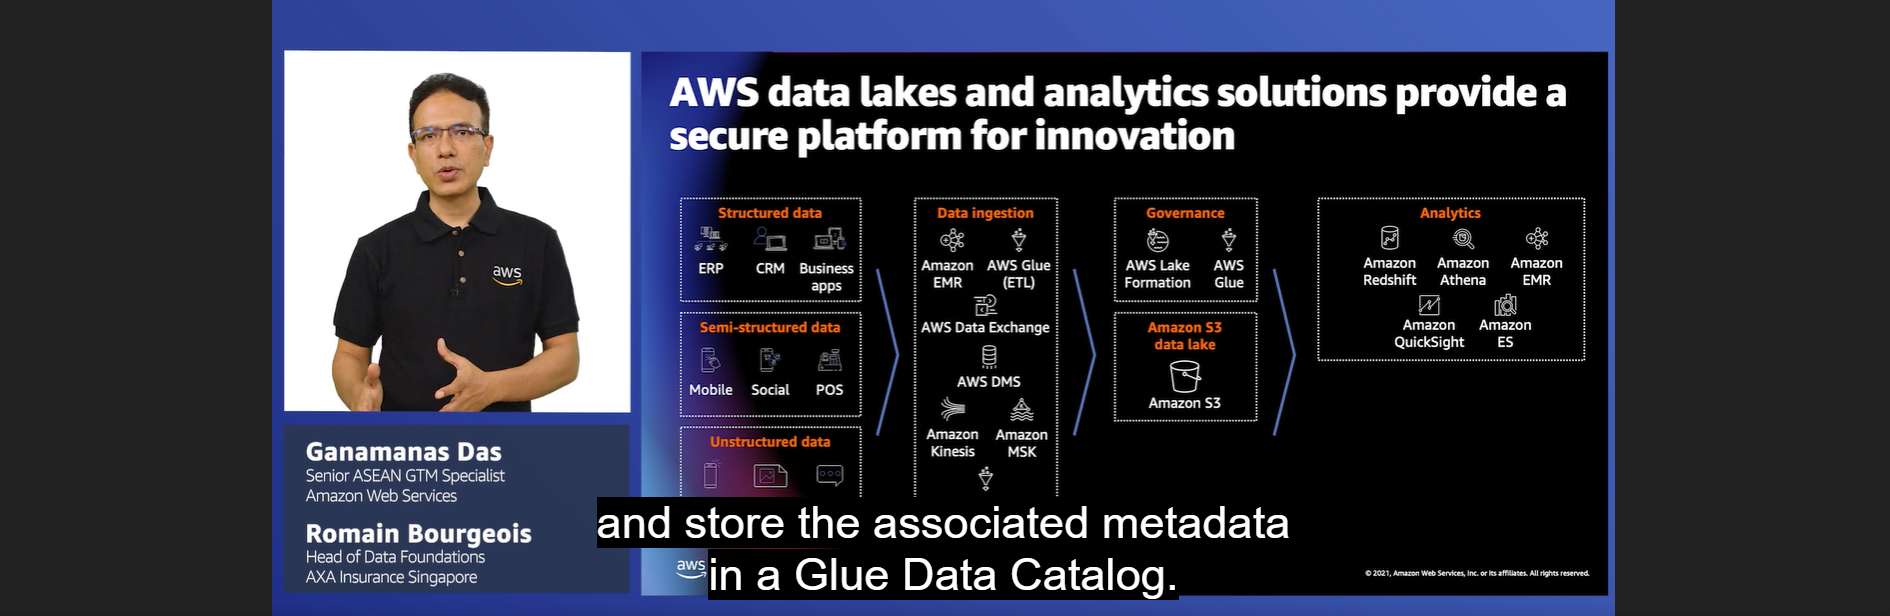 AWS data lakes and analytics solutions provide a
secure platform for innovation
aws
Ganamanas Das
Senior ASEAN GTM Specialist
Amazon Web Services
Romain Bourgeois
Head of Data Foundations
AXA Insurance Singapore
Structured data
ERP
CRM
Business
apps
Semi-structured data
Mobile
Social
POS
Unstructured data
Data ingestion
Amazon
EMR
AWS Glue
(ETL)
AWS Data Exchange
AWS DMS
Amazon
Kinesis
Amazon
MSK
Governance
AWS Lake
Formation
AWS
Glue
Amazon S3
data lake
Amazon S3
Analytics
Amazon
Redshift
Amazon
Athena
Amazon
EMR
Amazon
QuickSight
Amazon
ES
and store the associated metadata
in a Glue Data Catalog.
aws
© 2021, Amazon Web Services, Inc. or its affiliates. All rights reserved.